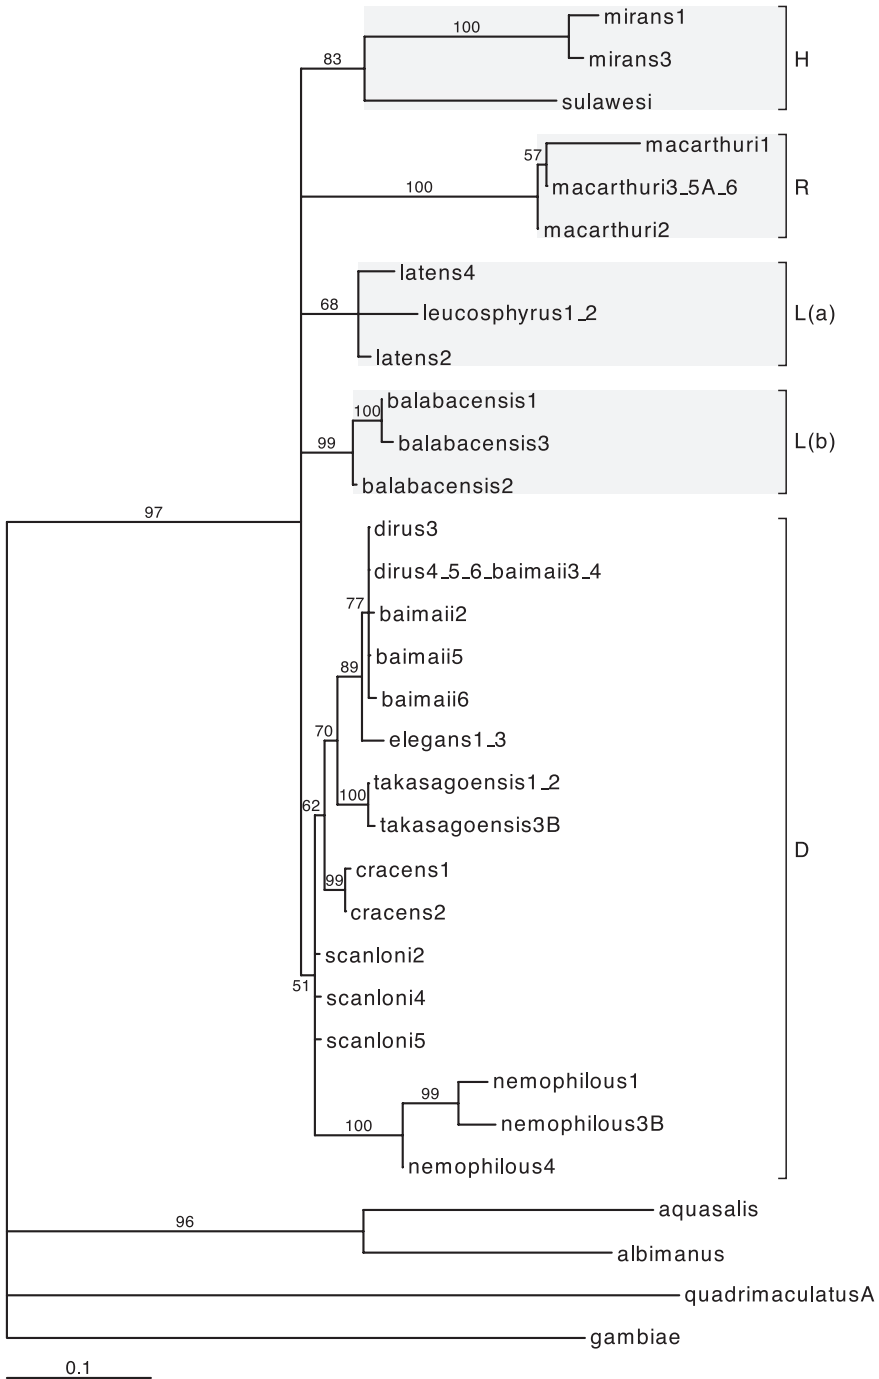 mirans1
100
83
mirans3
H
sulawesi
macarthuri1
57
100
macarthuri3_5A_6
R
macarthuri2
latens4
68
leucosphyrus1_2
L(a)
latens2
balabacensis1
100
99
balabacensis3
L(b)
balabacensis2
97
dirus3
dirus4_5_6_baimaii3_4
77
baimaii2
baimaii5
89
baimaii6
70
elegans1_3
takasagoensis1_2
100
62
takasagoensis3B
D
cracens1
99
cracens2
scanloni2
51
scanloni4
scanloni5
nemophilous1
99
nemophilous3B
100
nemophilous4
aquasalis
96
albimanus
quadrimaculatusA
gambiae
0.1